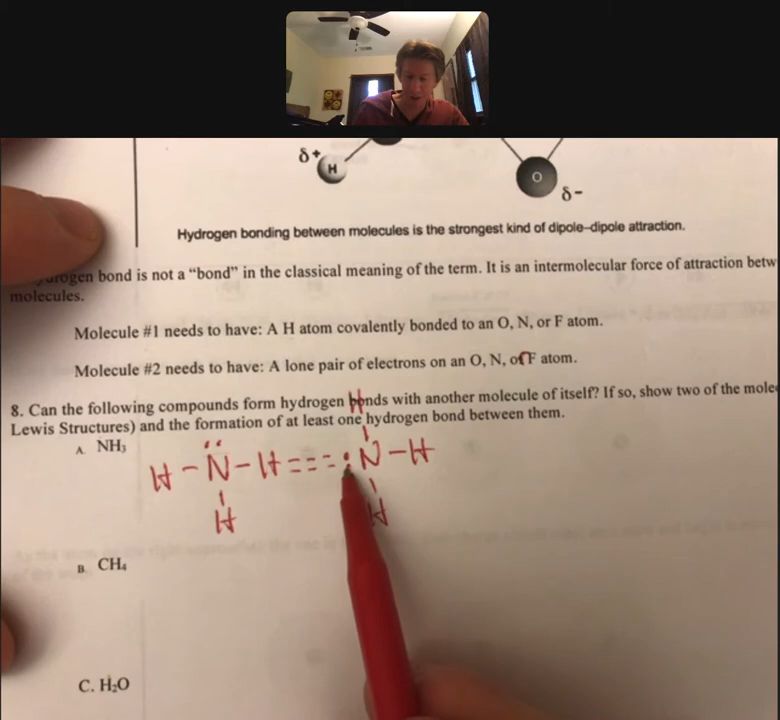 δ+
H
O
δ-
Hydrogen bonding between molecules is the strongest kind of dipole–dipole attraction.
bond is not a “bond” in the classical meaning of the term. It is an intermolecular force of attraction
molecules.
Molecule #1 needs to have: A H atom covalently bonded to an O, N, or F atom.
Molecule #2 needs to have: A lone pair of electrons on an O, N, or F atom.
8. Can the following compounds form hydrogen bonds with another molecule of itself? If so, show two of the
Lewis Structures) and the formation of at least one hydrogen bond between them.
A. NH₃
H
H – N – H === : N – H
H H
B. CH₄
C. H₂O